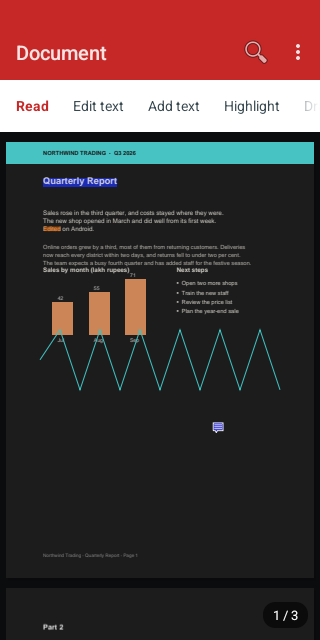 Document
Read Edit text Add text Highlight Dr
NORTHWIND TRADING - Q3 2026
Quarterly Report
Sales rose in the third quarter, and costs stayed where they were.
The new shop opened in March and did well from its first week.
Edited on Android.
Online orders grew by a third, most of them from returning customers. Deliveries
now reach every district within two days, and returns fell to under two per cent.
The team expects a busy fourth quarter and has added staff for the festive season.
Sales by month (lakh rupees)
71
55
42
Jul Aug Sep
Next steps
• Open two more shops
• Train the new staff
• Review the price list
• Plan the year-end sale
Northwind Trading · Quarterly Report · Page 1
1 / 3
Part 2